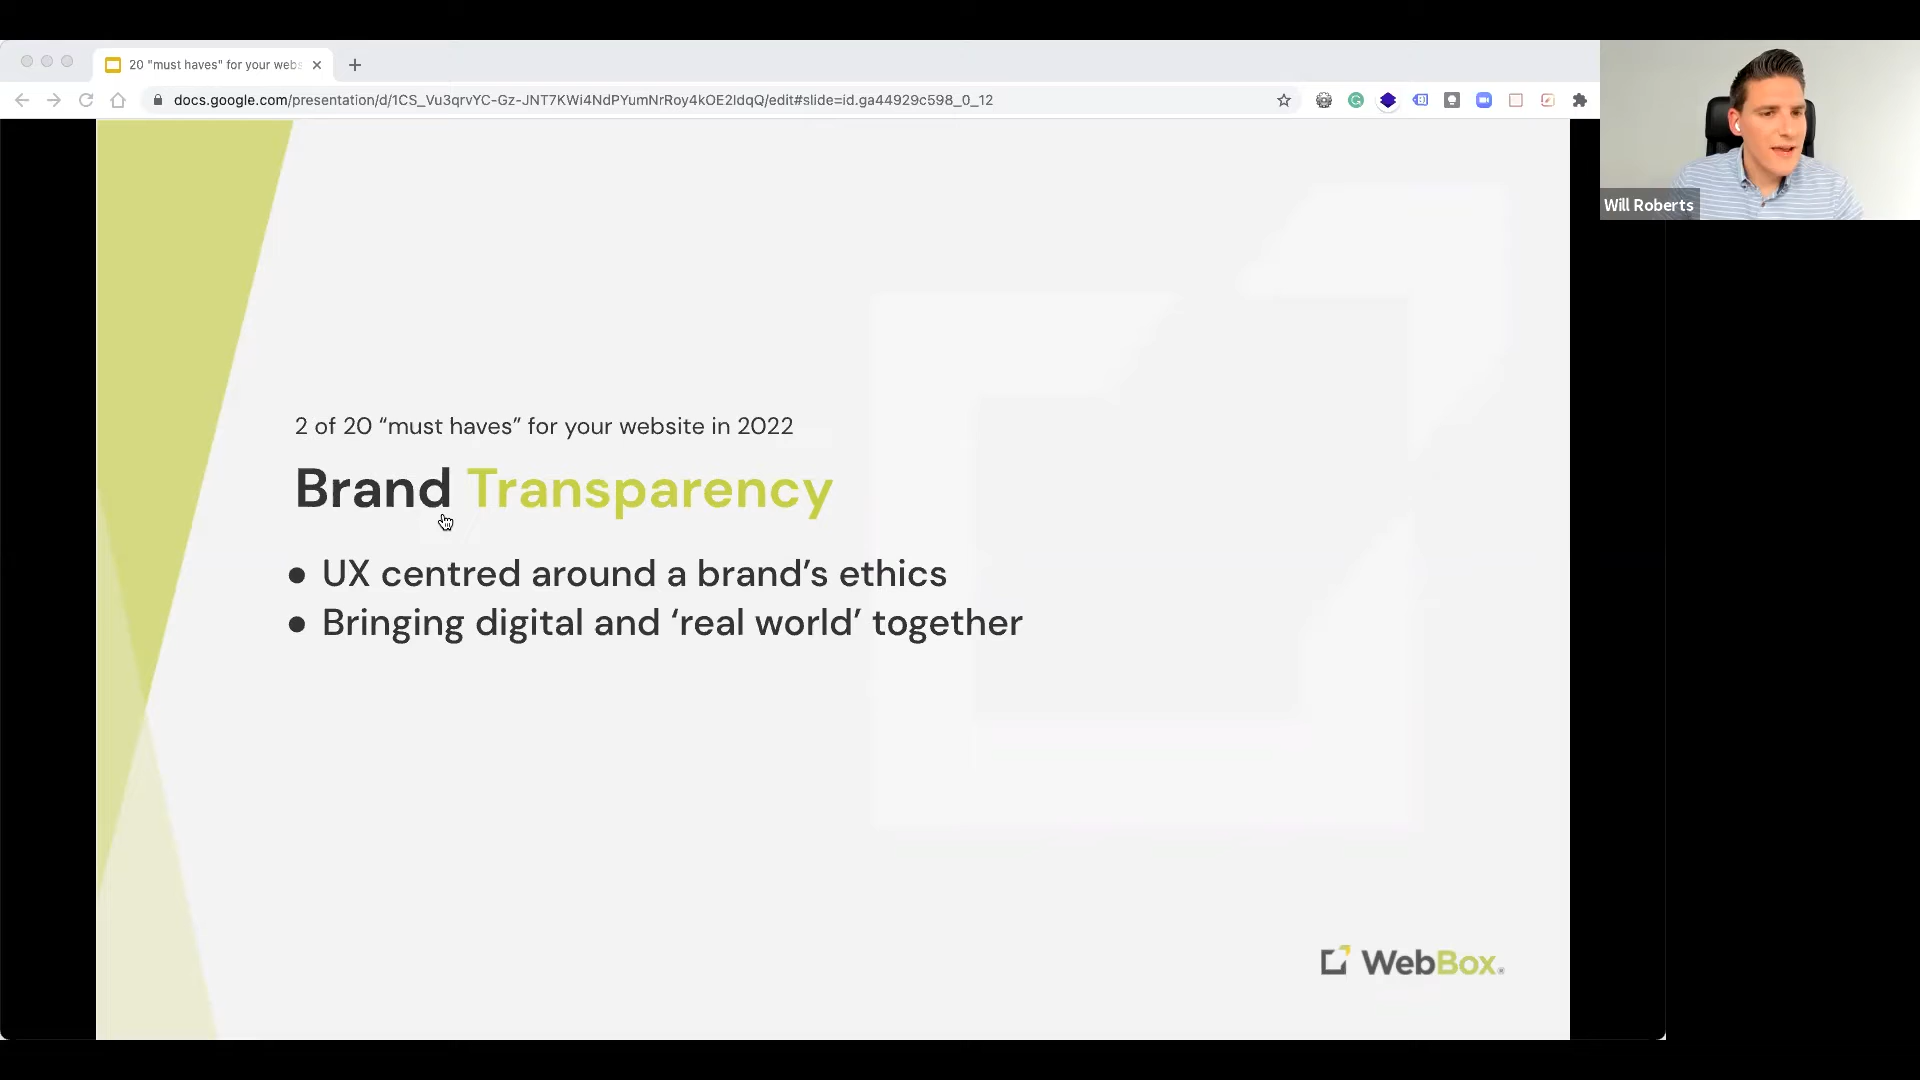 20 "must haves" for your webs
docs.google.com/presentation/d/1CS_Vu3qrvYC-Gz-JNT7KWi4NdPYumNrRoy4kOE2ldqQ/edit#slide=id.ga44929c598_0_12
Will Roberts
2 of 20 “must haves” for your website in 2022
Brand Transparency
● UX centred around a brand’s ethics
● Bringing digital and ‘real world’ together
WebBox®